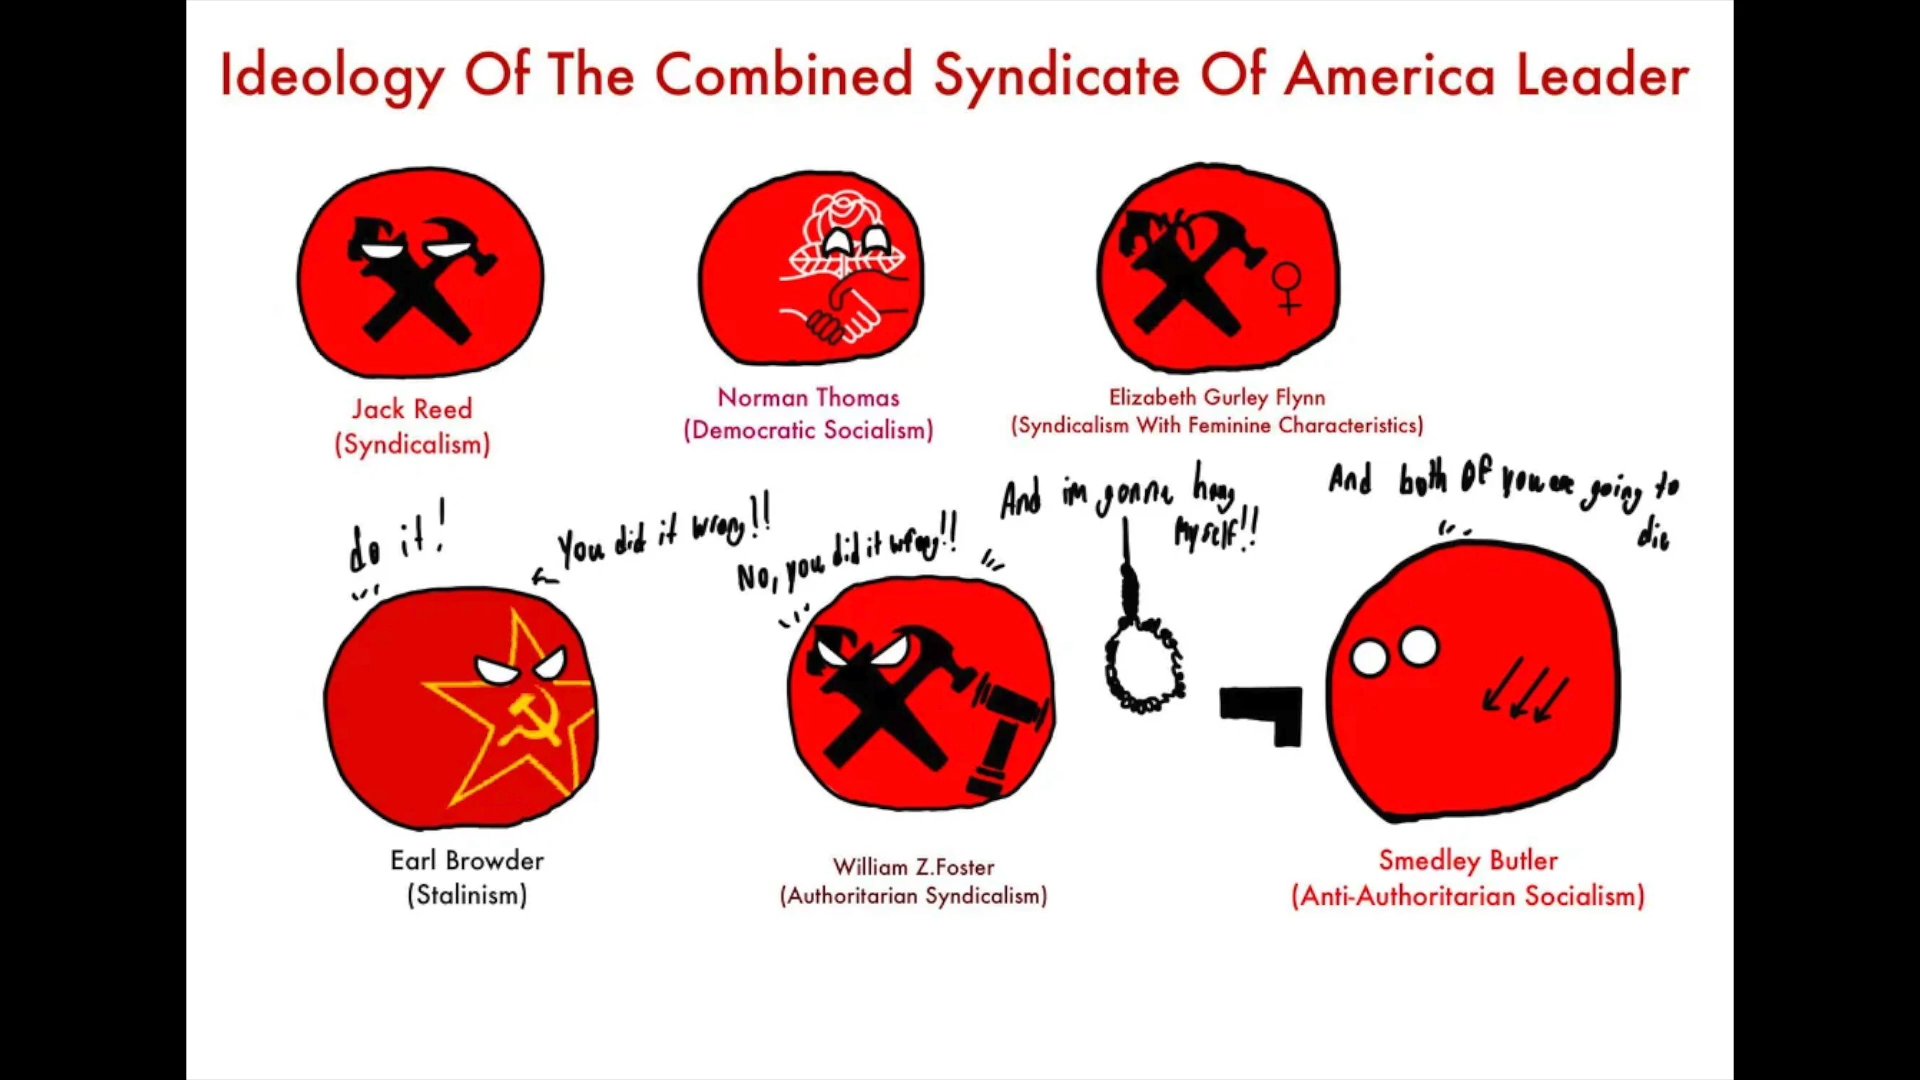 Ideology Of The Combined Syndicate Of America Leader
Jack Reed
(Syndicalism)
Norman Thomas
(Democratic Socialism)
Elizabeth Gurley Flynn
(Syndicalism With Feminine Characteristics)
do it!
You did it wrong!!
No, you did it wrong!!
And im gonna hang
myself!!
And both of you are going to
die
Earl Browder
(Stalinism)
William Z.Foster
(Authoritarian Syndicalism)
Smedley Butler
(Anti-Authoritarian Socialism)